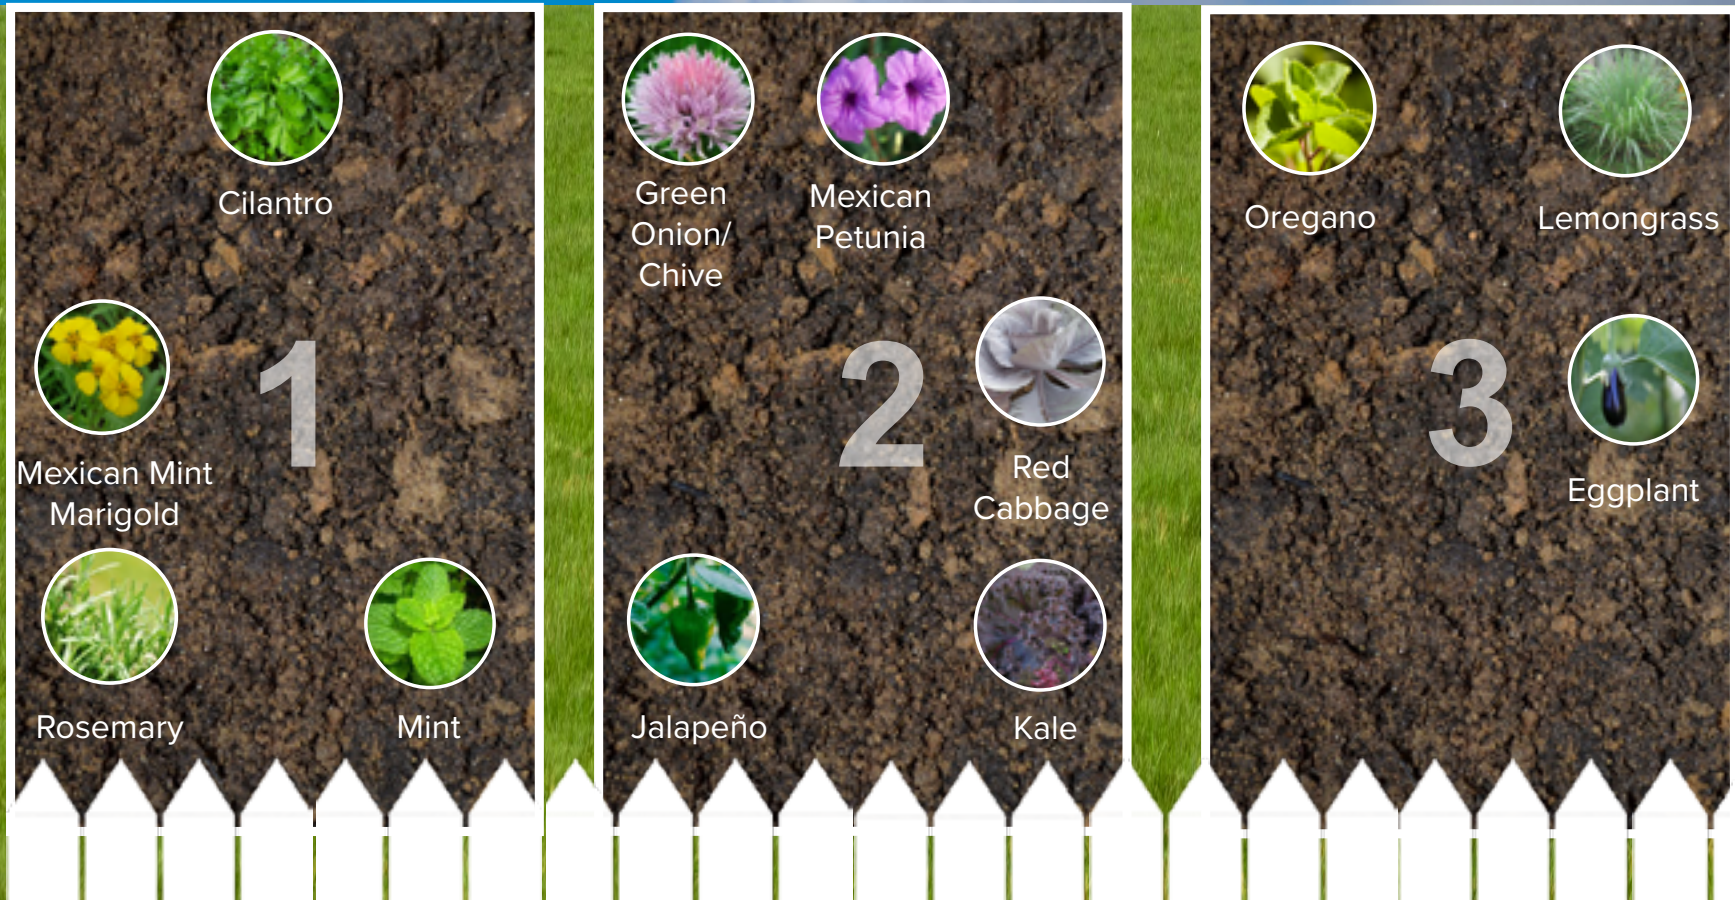 Cilantro
1
Mexican Mint
Marigold
Rosemary
Mint
Green
Onion/
Chive
Mexican
Petunia
2
Red
Cabbage
Jalapeño
Kale
Oregano
Lemongrass
3
Eggplant